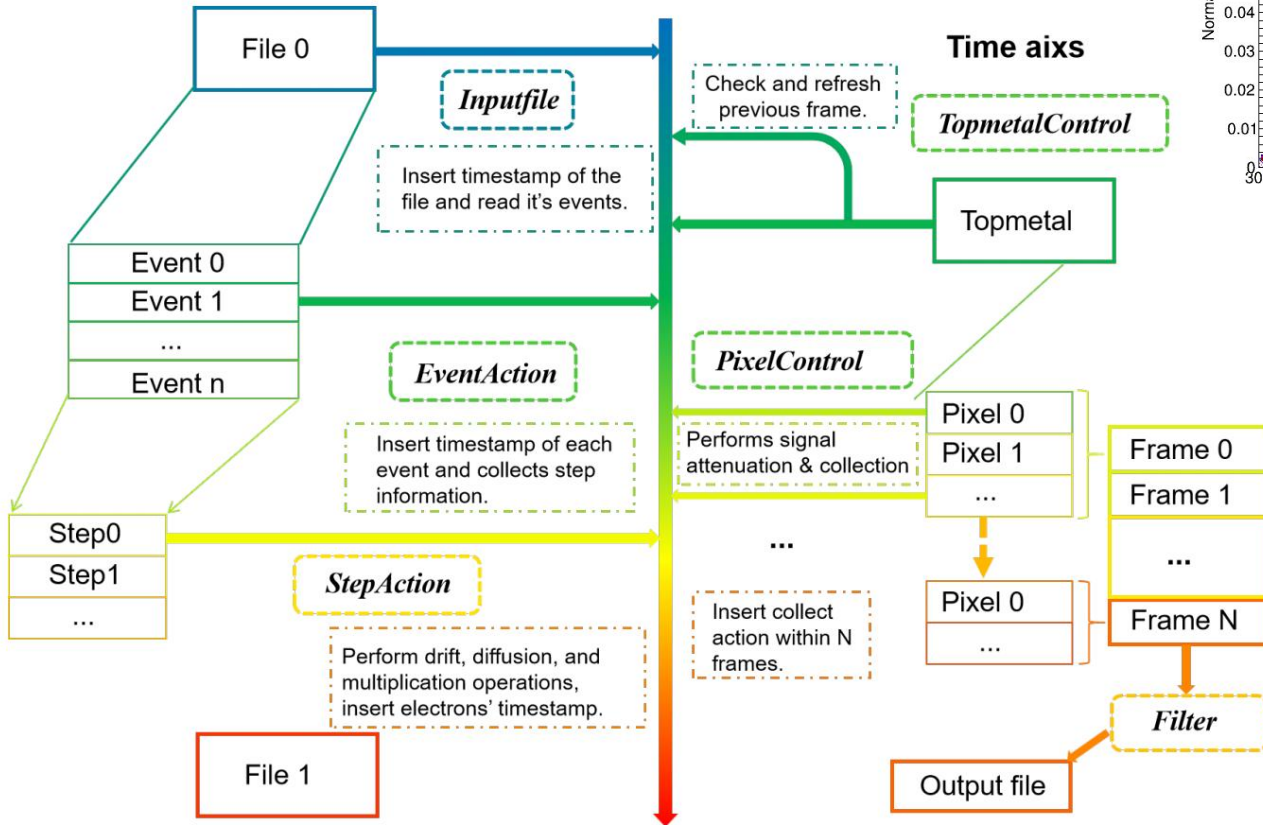 File 0
Time aixs
Inputfile
Check and refresh
previous frame.
TopmetalControl
Insert timestamp of the
file and read it's events.
Topmetal
Event 0
Event 1
...
Event n
EventAction
PixelControl
Insert timestamp of each
event and collects step
information.
Performs signal
attenuation & collection
Pixel 0
Pixel 1
...
Frame 0
Frame 1
...
Frame N
Step0
Step1
...
StepAction
...
Insert collect
action within N
frames.
Pixel 0
...
Perform drift, diffusion, and
multiplication operations,
insert electrons' timestamp.
Filter
File 1
Output file
0.04
0.03
0.02
0.01
0
30